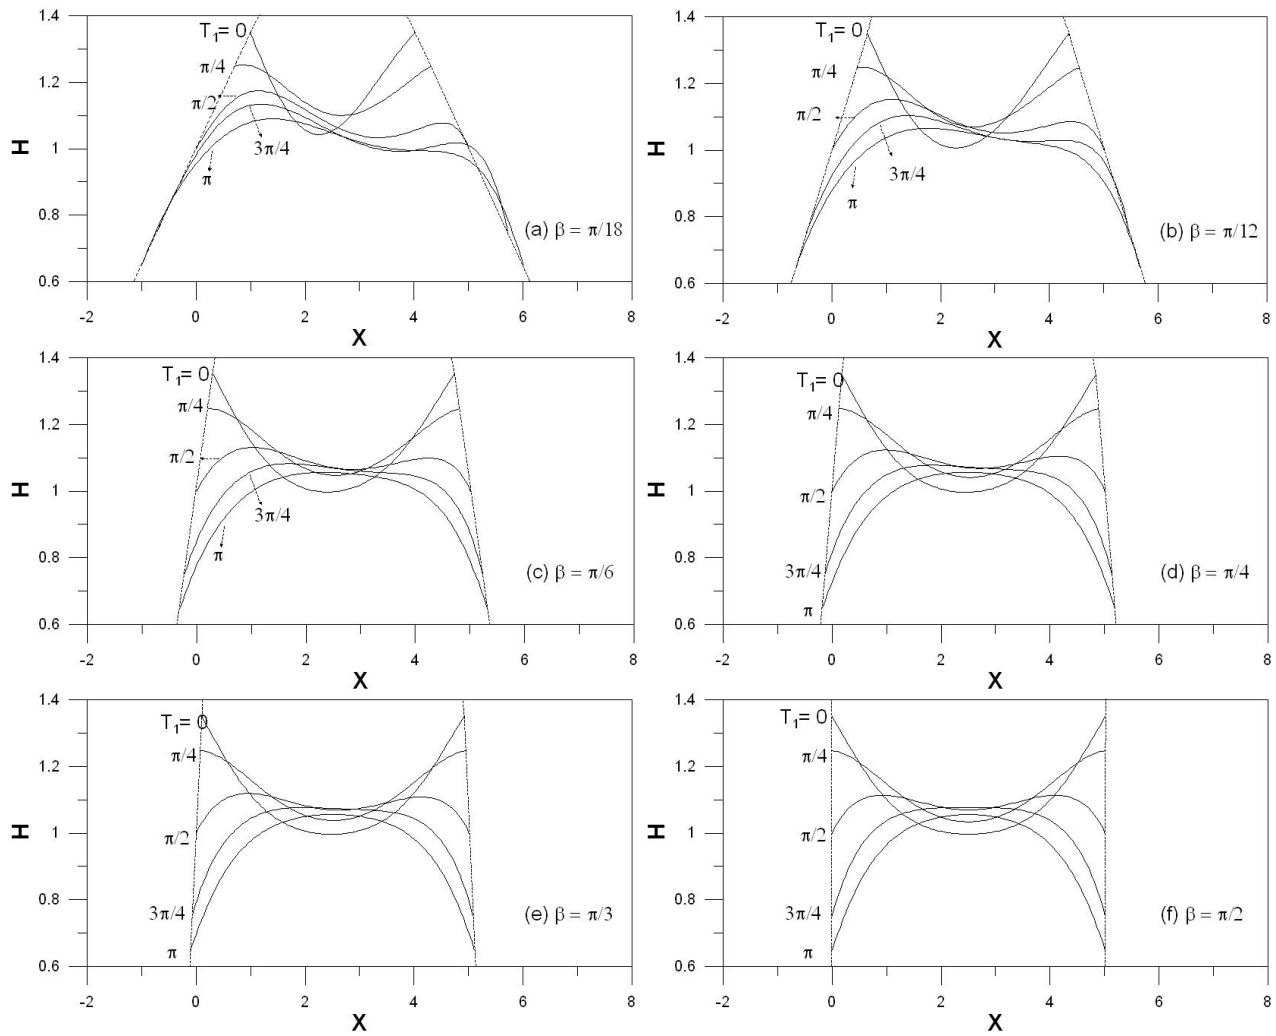 1.4
T₁= 0
π/4
1.2
π/2
H
1
3π/4
π
0.8
(a) β = π/18
0.6
-2 0 2 4 6 8
X
1.4
T₁= 0
π/4
1.2
π/2
H
1
3π/4
π
0.8
(b) β = π/12
0.6
-2 0 2 4 6 8
X
1.4
T₁= 0
π/4
1.2
π/2
H
1
3π/4
π
0.8
(c) β = π/6
0.6
-2 0 2 4 6 8
X
1.4
T₁= 0
π/4
1.2
H
1
π/2
0.8
3π/4
(d) β = π/4
π
0.6
-2 0 2 4 6 8
X
1.4
T₁= 0
π/4
1.2
H
1
π/2
0.8
3π/4
(e) β = π/3
π
0.6
-2 0 2 4 6 8
X
1.4
T₁= 0
π/4
1.2
H
1
π/2
0.8
3π/4
(f) β = π/2
π
0.6
-2 0 2 4 6 8
X